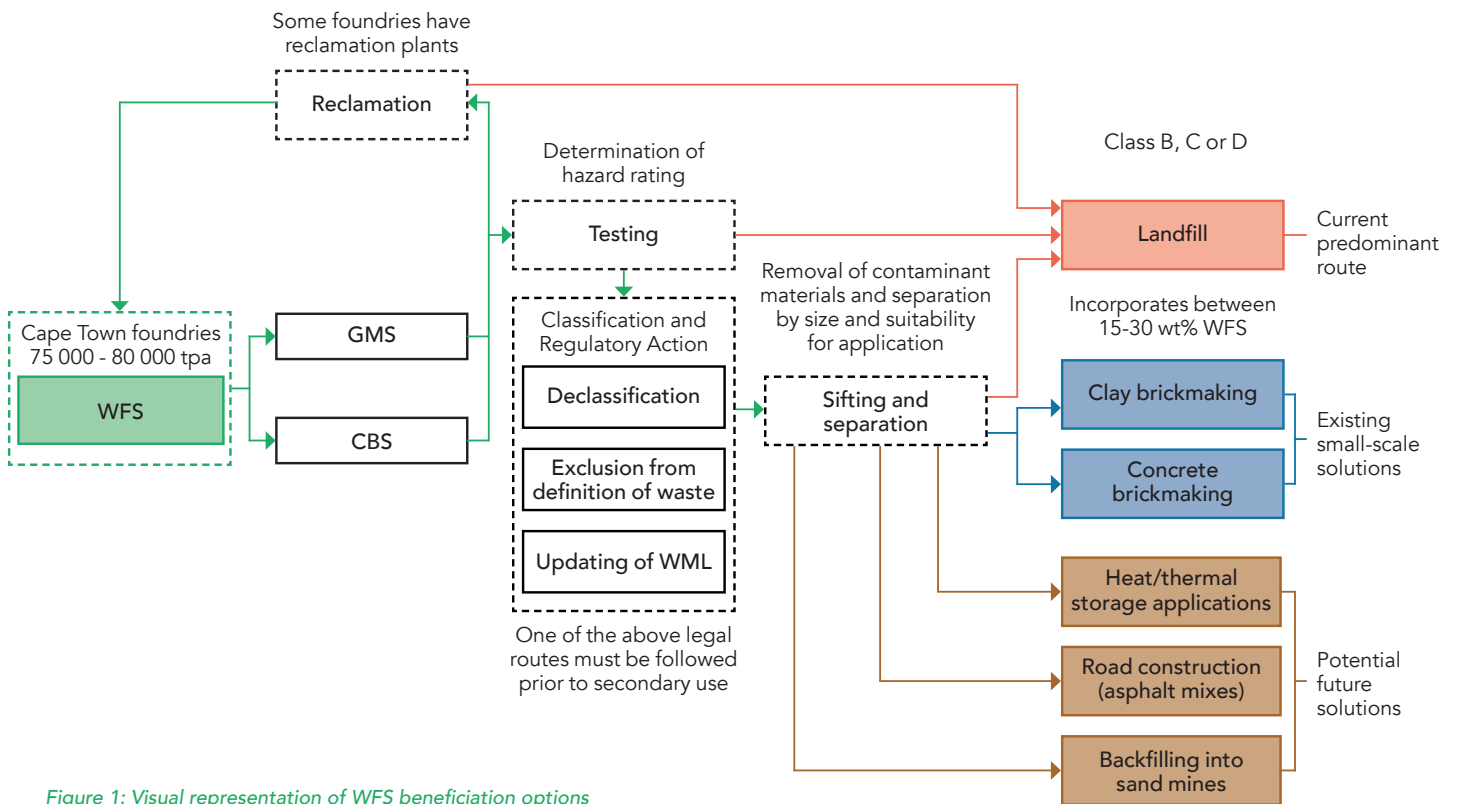 Some foundries have
reclamation plants
Reclamation
Determination of
hazard rating
Testing
Class B, C or D
Landfill
Current
predominant
route
Removal of contaminant
materials and separation
by size and suitability
for application
Incorporates between
15-30 wt% WFS
Cape Town foundries
75 000 - 80 000 tpa
WFS
GMS
CBS
Classification and
Regulatory Action
Declassification
Exclusion from
definition of waste
Updating of WML
One of the above legal
routes must be followed
prior to secondary use
Sifting and
separation
Clay brickmaking
Concrete
brickmaking
Existing
small-scale
solutions
Heat/thermal
storage applications
Road construction
(asphalt mixes)
Backfilling into
sand mines
Potential
future
solutions
Figure 1: Visual representation of WFS beneficiation options